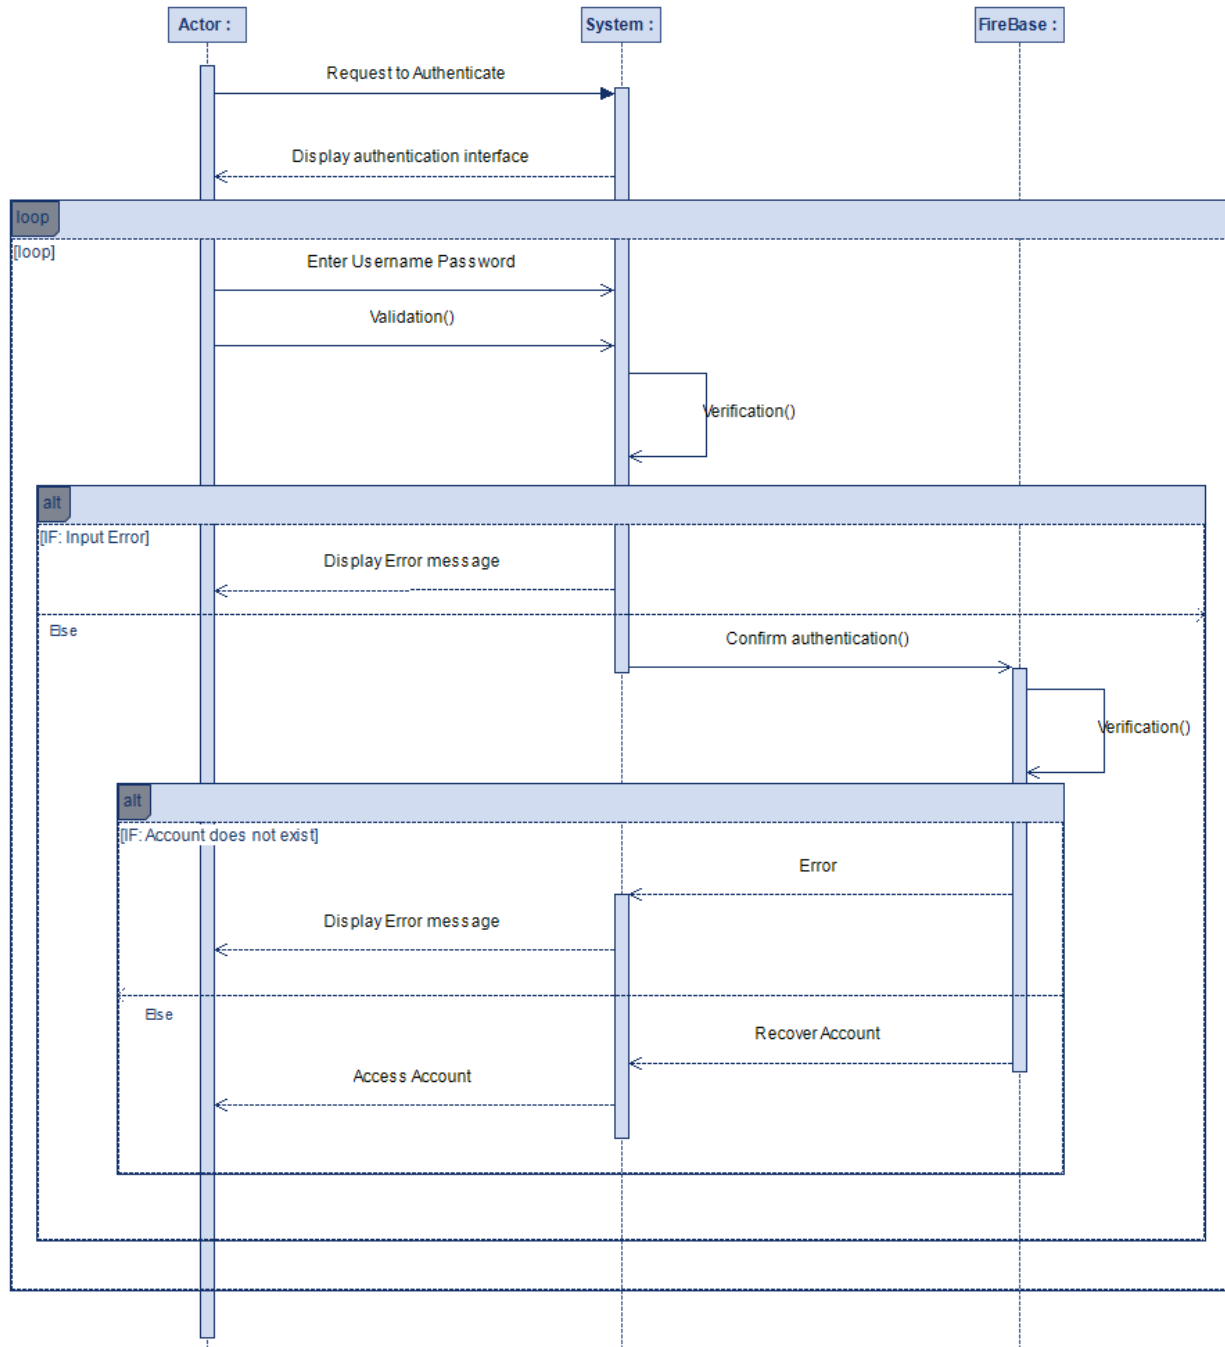 Actor :
System :
FireBase :
Request to Authenticate
Display authentication interface
loop
[loop]
Enter Username Password
Validation()
Verification()
alt
[IF: Input Error]
Display Error message
Else
Confirm authentication()
Verification()
alt
[IF: Account does not exist]
Error
Display Error message
Else
Recover Account
Access Account